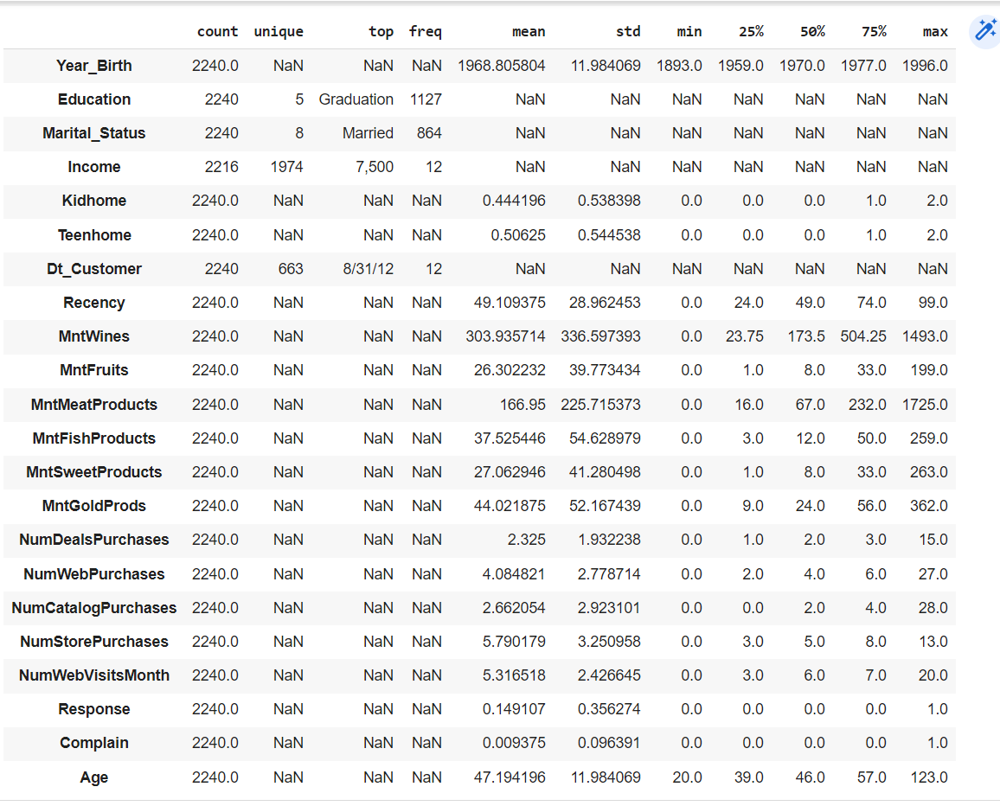 count unique top freq mean std min 25% 50% 75% max
Year_Birth 2240.0 NaN NaN NaN 1968.805804 11.984069 1893.0 1959.0 1970.0 1977.0 1996.0
Education 2240 5 Graduation 1127 NaN NaN NaN NaN NaN NaN NaN
Marital_Status 2240 8 Married 864 NaN NaN NaN NaN NaN NaN NaN
Income 2216 1974 7,500 12 NaN NaN NaN NaN NaN NaN NaN
Kidhome 2240.0 NaN NaN NaN 0.444196 0.538398 0.0 0.0 0.0 1.0 2.0
Teenhome 2240.0 NaN NaN NaN 0.50625 0.544538 0.0 0.0 0.0 1.0 2.0
Dt_Customer 2240 663 8/31/12 12 NaN NaN NaN NaN NaN NaN NaN
Recency 2240.0 NaN NaN NaN 49.109375 28.962453 0.0 24.0 49.0 74.0 99.0
MntWines 2240.0 NaN NaN NaN 303.935714 336.597393 0.0 23.75 173.5 504.25 1493.0
MntFruits 2240.0 NaN NaN NaN 26.302232 39.773434 0.0 1.0 8.0 33.0 199.0
MntMeatProducts 2240.0 NaN NaN NaN 166.95 225.715373 0.0 16.0 67.0 232.0 1725.0
MntFishProducts 2240.0 NaN NaN NaN 37.525446 54.628979 0.0 3.0 12.0 50.0 259.0
MntSweetProducts 2240.0 NaN NaN NaN 27.062946 41.280498 0.0 1.0 8.0 33.0 263.0
MntGoldProds 2240.0 NaN NaN NaN 44.021875 52.167439 0.0 9.0 24.0 56.0 362.0
NumDealsPurchases 2240.0 NaN NaN NaN 2.325 1.932238 0.0 1.0 2.0 3.0 15.0
NumWebPurchases 2240.0 NaN NaN NaN 4.084821 2.778714 0.0 2.0 4.0 6.0 27.0
NumCatalogPurchases 2240.0 NaN NaN NaN 2.662054 2.923101 0.0 0.0 2.0 4.0 28.0
NumStorePurchases 2240.0 NaN NaN NaN 5.790179 3.250958 0.0 3.0 5.0 8.0 13.0
NumWebVisitsMonth 2240.0 NaN NaN NaN 5.316518 2.426645 0.0 3.0 6.0 7.0 20.0
Response 2240.0 NaN NaN NaN 0.149107 0.356274 0.0 0.0 0.0 0.0 1.0
Complain 2240.0 NaN NaN NaN 0.009375 0.096391 0.0 0.0 0.0 0.0 1.0
Age 2240.0 NaN NaN NaN 47.194196 11.984069 20.0 39.0 46.0 57.0 123.0